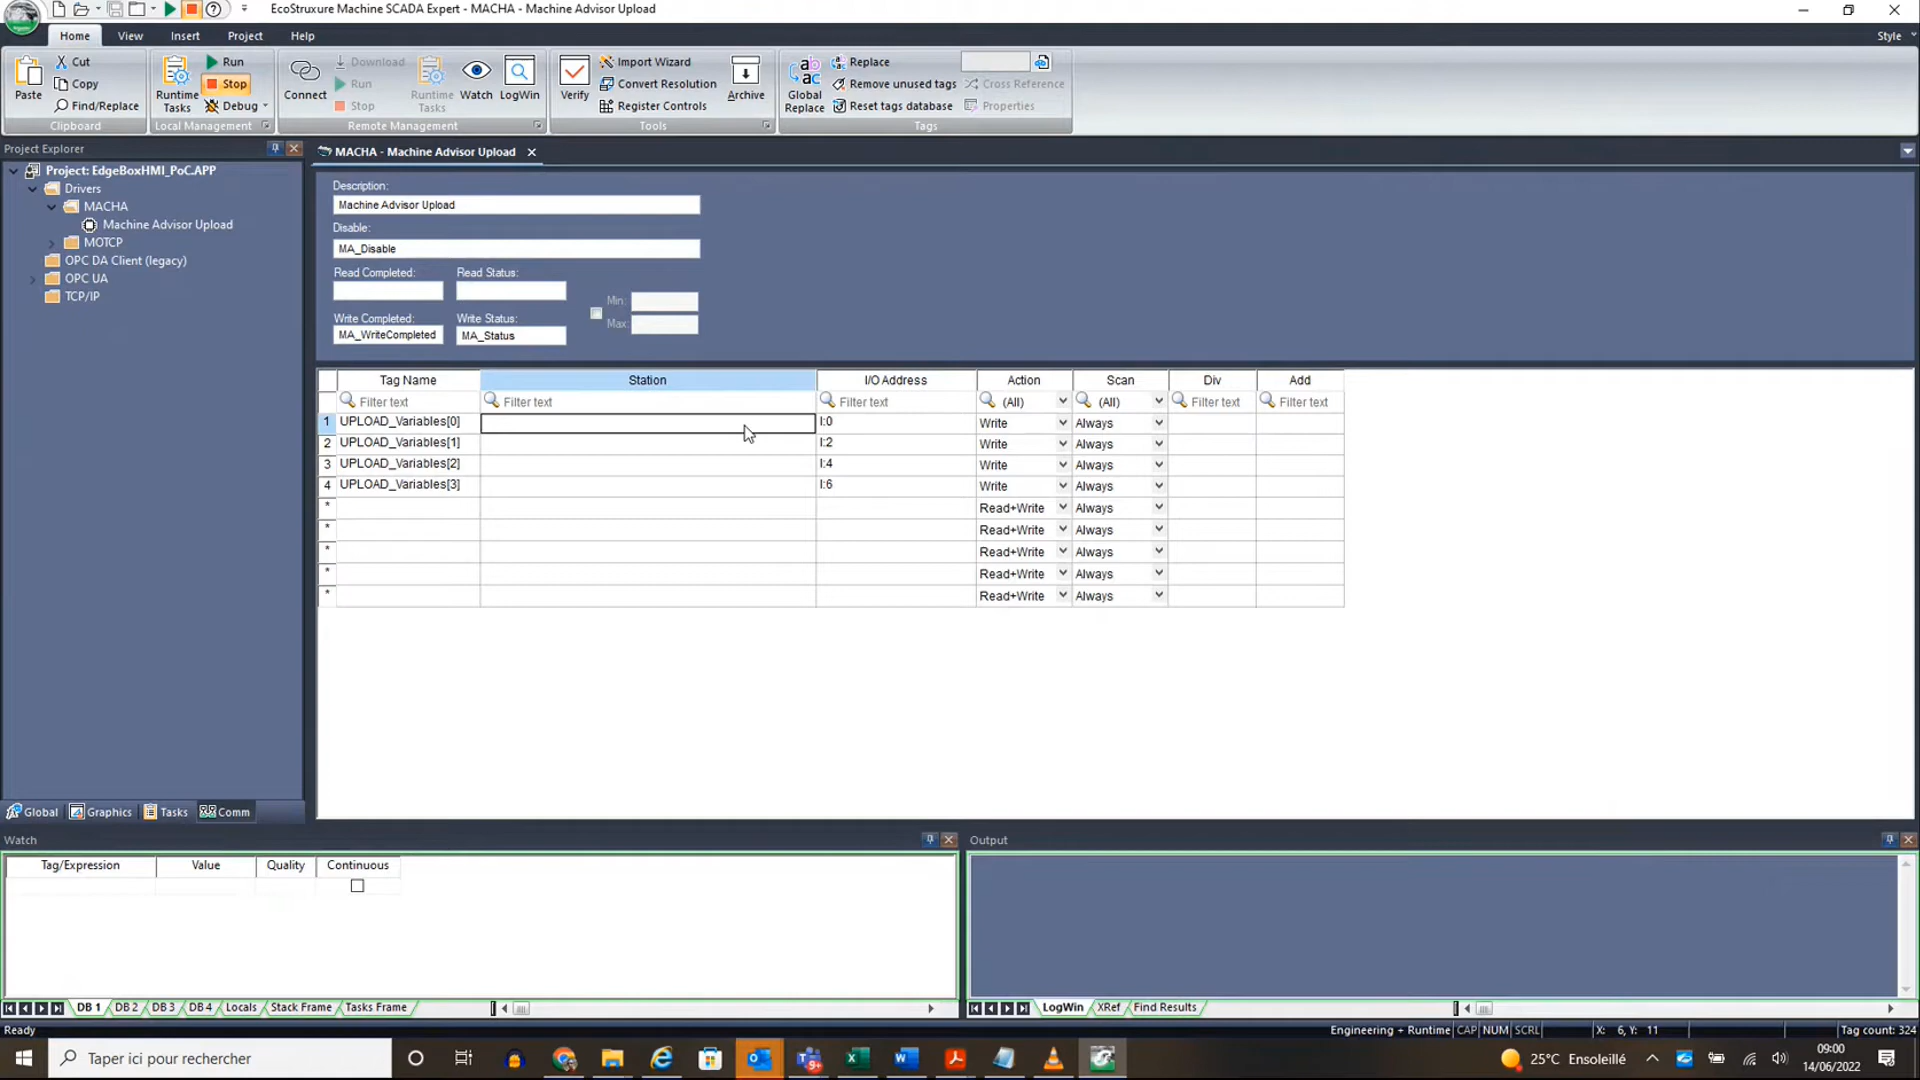 EcoStruxure Machine SCADA Expert - MACHA - Machine Advisor Upload
Home View Insert Project Help Style
Paste Cut Copy Find/Replace Clipboard
Runtime Tasks Run Stop Debug Local Management
Connect Download Run Stop Runtime Tasks Watch LogWin Remote Management
Verify Import Wizard Convert Resolution Register Controls Archive Tools
Global Replace Replace Remove unused tags Reset tags database Cross Reference Properties Tags
Project Explorer
Project: EdgeBoxHMI_PoC.APP
Drivers
MACHA
Machine Advisor Upload
MOTCP
OPC DA Client (legacy)
OPC UA
TCP/IP
Global Graphics Tasks Comm
MACHA - Machine Advisor Upload
Description:
Machine Advisor Upload
Disable:
MA_Disable
Read Completed: Read Status:
Min:
Max:
Write Completed: Write Status:
MA_WriteCompleted MA_Status
Tag Name Station I/O Address Action Scan Div Add
Filter text Filter text Filter text (All) (All) Filter text Filter text
1 UPLOAD_Variables[0] I:0 Write Always
2 UPLOAD_Variables[1] I:2 Write Always
3 UPLOAD_Variables[2] I:4 Write Always
4 UPLOAD_Variables[3] I:6 Write Always
* Read+Write Always
* Read+Write Always
* Read+Write Always
* Read+Write Always
* Read+Write Always
Watch
Tag/Expression Value Quality Continuous
DB 1 DB 2 DB 3 DB 4 Locals Stack Frame Tasks Frame
Output
LogWin XRef Find Results
Ready
Engineering + Runtime CAP NUM SCRL X: 6, Y: 11 Tag count: 324
Taper ici pour rechercher
9+
25°C Ensoleillé
09:00
14/06/2022